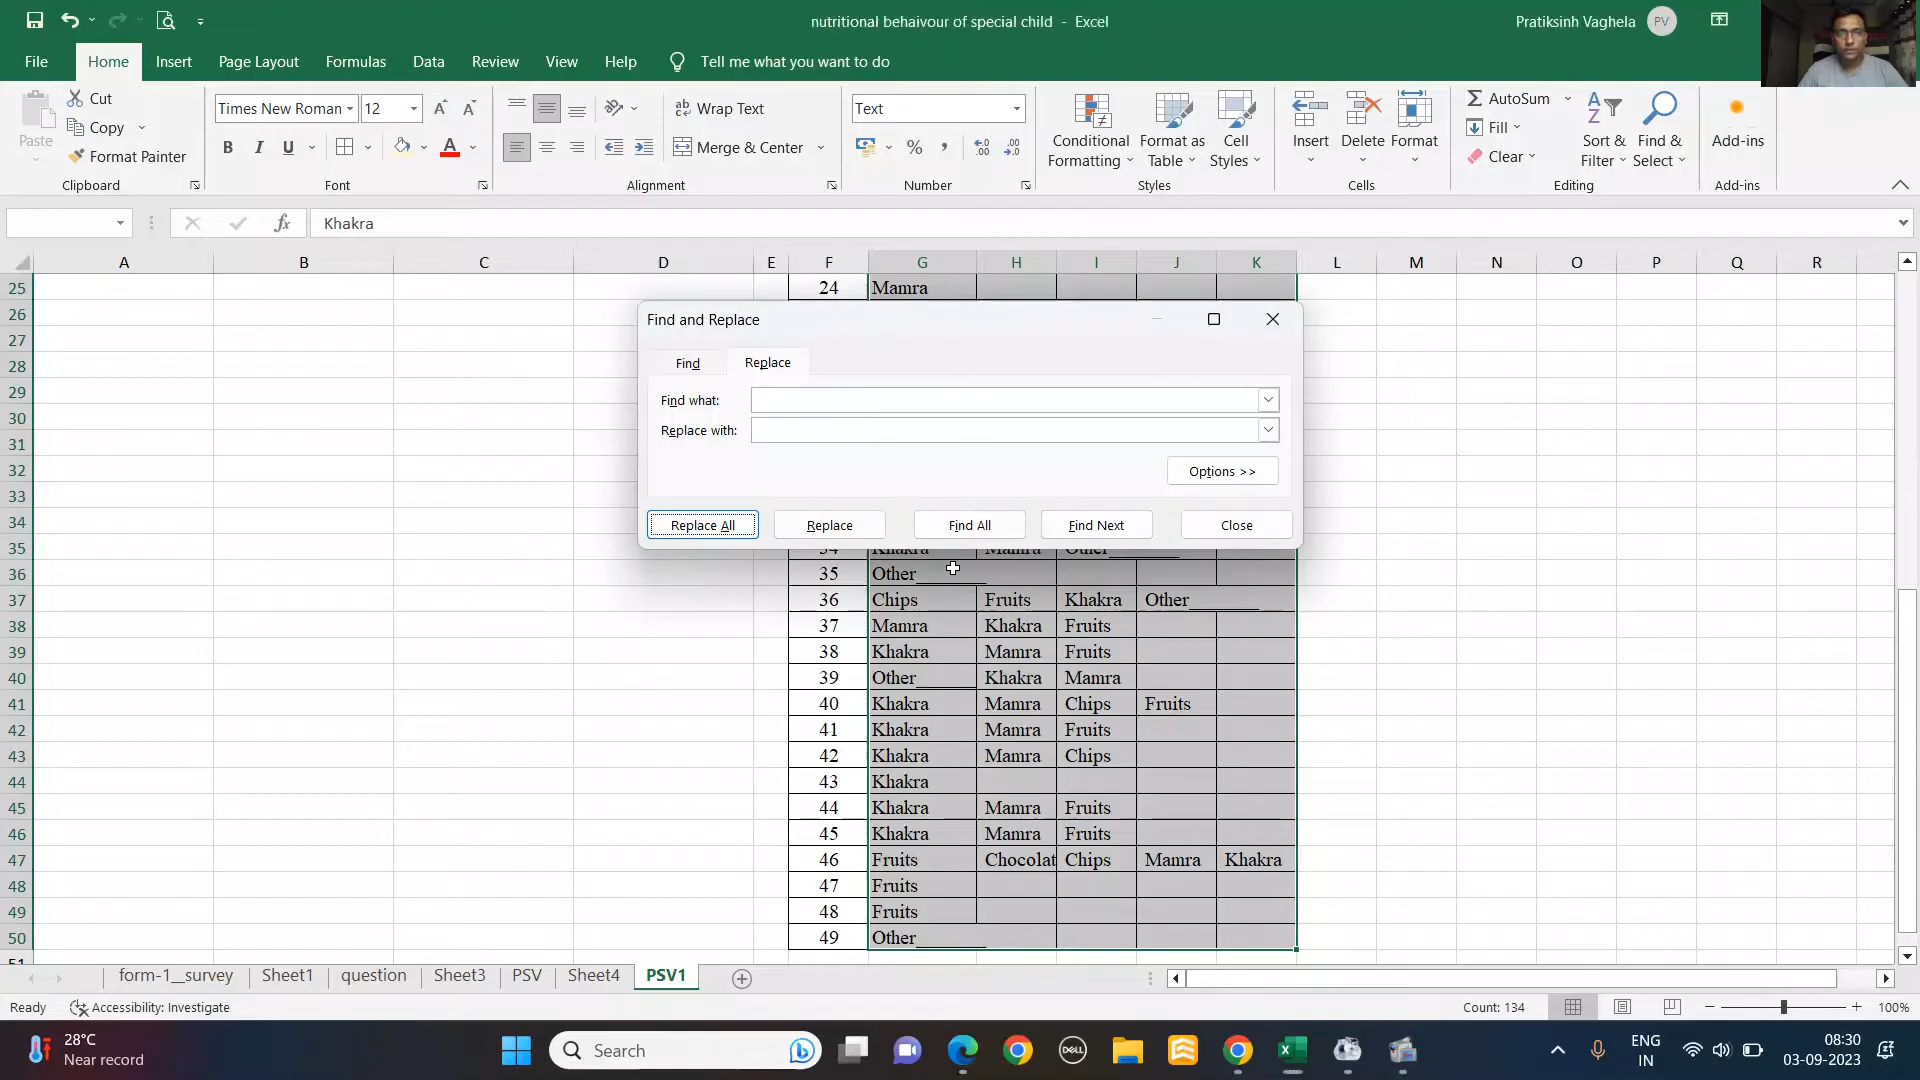 nutritional behaivour of special child - Excel
Pratiksinh Vaghela PV
File Home Insert Page Layout Formulas Data Review View Help Tell me what you want to do
Paste
Cut
Copy
Format Painter
Clipboard
Times New Roman 12
B I U
Font
Wrap Text
Merge & Center
Alignment
Text
% ,
Number
Conditional Formatting
Format as Table
Cell Styles
Styles
Insert Delete Format
Cells
AutoSum
Fill
Clear
Sort & Filter
Find & Select
Editing
Add-ins
Add-ins
fx Khakra
A B C D E F G H I J K L M N O P Q R
25 24 Mamra
26
27
28
29
30
31
32
33
34
35 34 Khakra Mamra Other________
36 35 Other________
37 36 Chips Fruits Khakra Other________
38 37 Mamra Khakra Fruits
39 38 Khakra Mamra Fruits
40 39 Other_______ Khakra Mamra
41 40 Khakra Mamra Chips Fruits
42 41 Khakra Mamra Fruits
43 42 Khakra Mamra Chips
44 43 Khakra
45 44 Khakra Mamra Fruits
46 45 Khakra Mamra Fruits
47 46 Fruits Chocolat Chips Mamra Khakra
48 47 Fruits
49 48 Fruits
50 49 Other________
51
Find and Replace
Find Replace
Find what:
Replace with:
Options >>
Replace All Replace Find All Find Next Close
form-1__survey Sheet1 question Sheet3 PSV Sheet4 PSV1
Ready Accessibility: Investigate Count: 134 100%
28°C
Near record
Search
DELL
ENG
IN
08:30
03-09-2023